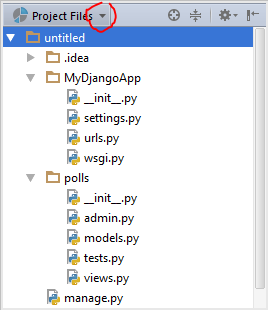 Project Files
untitled
.idea
MyDjangoApp
__init__.py
settings.py
urls.py
wsgi.py
polls
__init__.py
admin.py
models.py
tests.py
views.py
manage.py